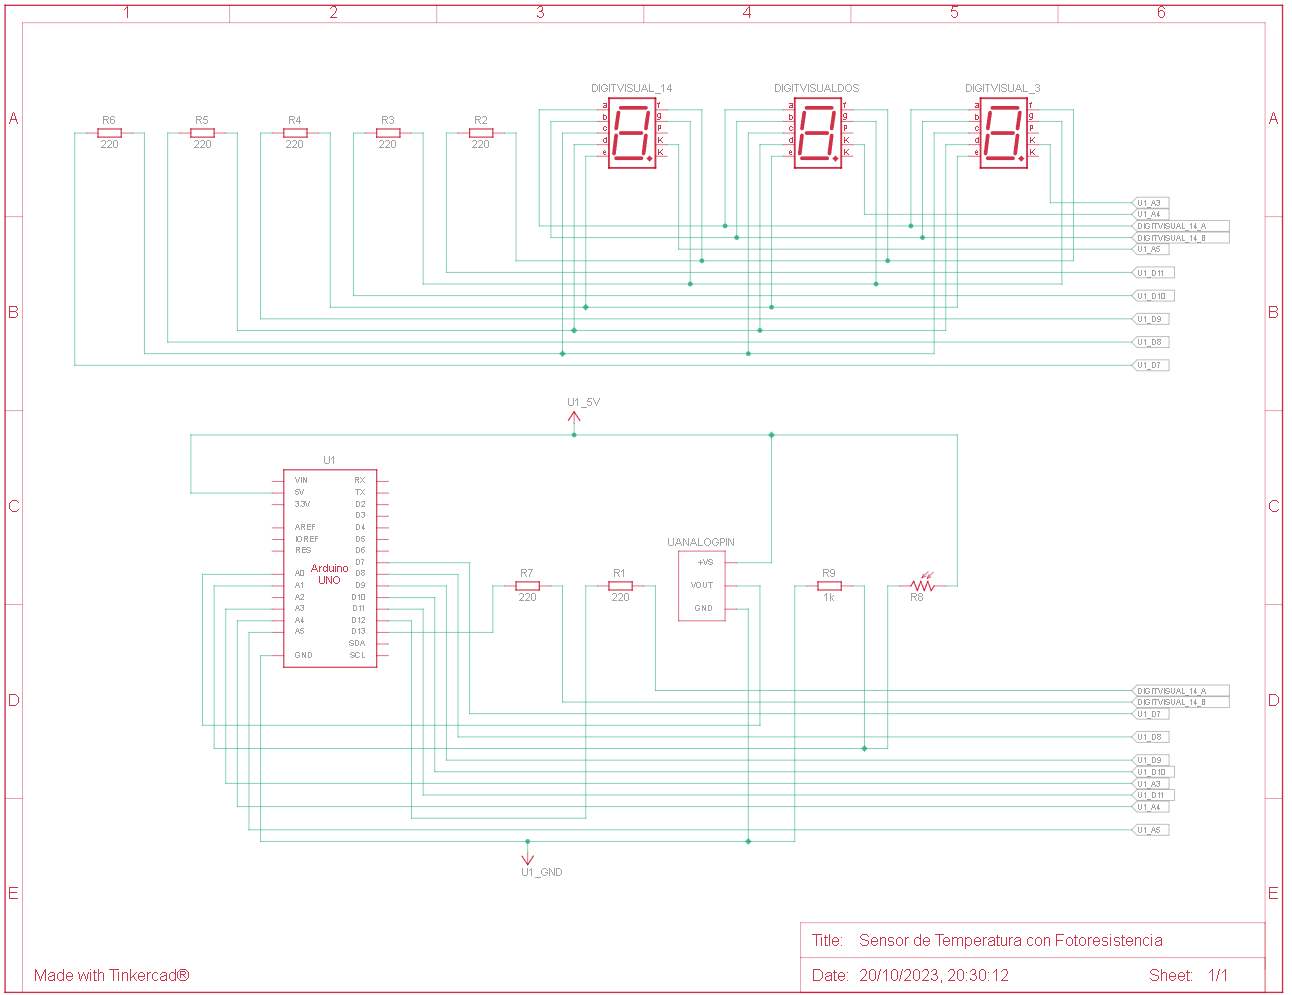 1 2 3 4 5 6
A A
B B
C C
D D
E E
DIGITVISUAL_14 DIGITVISUALDOS DIGITVISUAL_3
R6 R5 R4 R3 R2
220 220 220 220 220
a f a f a f
b g b g b g
c P c P c P
d K d K d K
e K e K e K
U1_A3
U1_A4
DIGITVISUAL_14_A
DIGITVISUAL_14_B
U1_A5
U1_D11
U1_D10
U1_D9
U1_D8
U1_D7
U1_5V
U1
VIN RX
5V TX
3.3V D2
D3
AREF D4
IOREF D5
RES D6
D7
Arduino
UNO
A0 D8
A1 D9
A2 D10
A3 D11
A4 D12
A5 D13
SDA
GND SCL
UANALOGPIN
+VS
VOUT
GND
R7 R1 R9
220 220 1k
R8
DIGITVISUAL_14_A
DIGITVISUAL_14_B
U1_D7
U1_D8
U1_D9
U1_D10
U1_A3
U1_D11
U1_A4
U1_A5
U1_GND
Title: Sensor de Temperatura con Fotoresistencia
Made with Tinkercad®
Date: 20/10/2023, 20:30:12 Sheet: 1/1